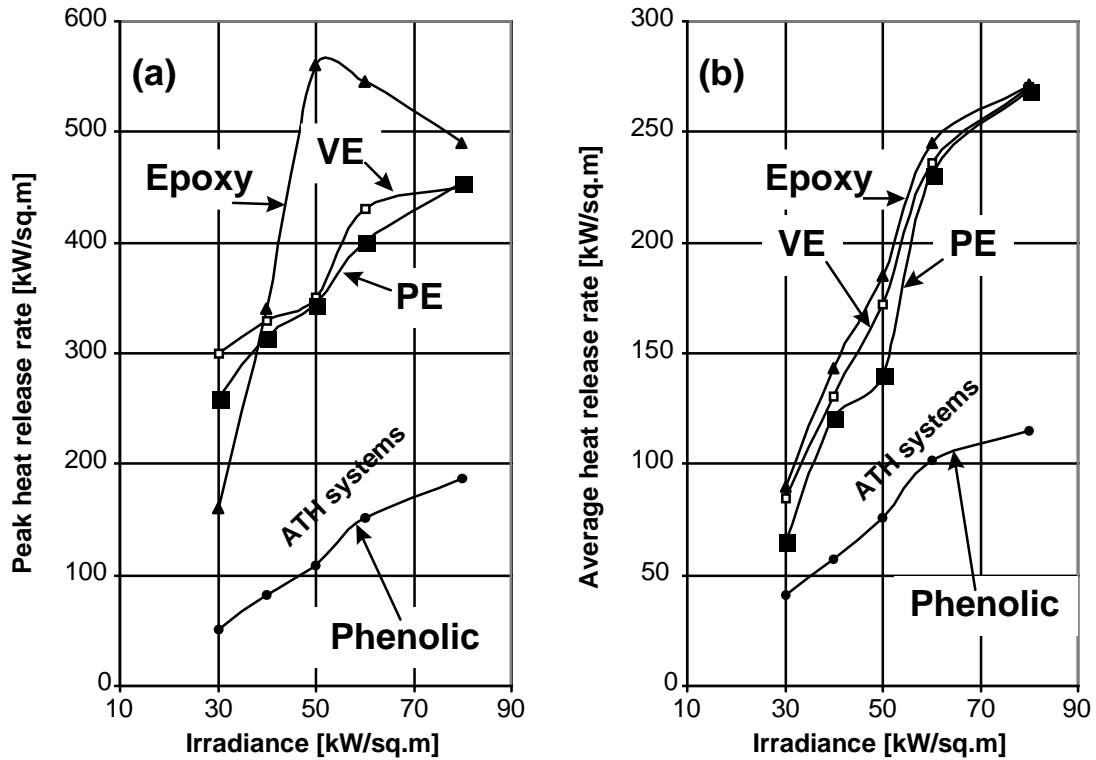 600
500
400
300
200
100
0
Peak heat release rate [kW/sq.m]
(a)
VE
Epoxy
PE
ATH systems
Phenolic
10 30 50 70 90
Irradiance [kW/sq.m]
300
250
200
150
100
50
0
Average heat release rate [kW/sq.m]
(b)
Epoxy
VE PE
ATH systems
Phenolic
10 30 50 70 90
Irradiance [kW/sq.m]